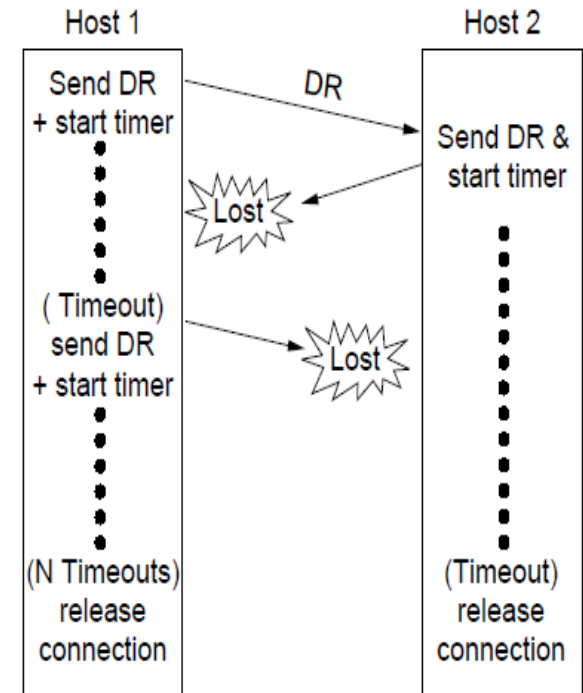 Host 1
Host 2
Send DR
+ start timer
DR
Send DR &
start timer
Lost
( Timeout)
send DR
+ start timer
Lost
(N Timeouts)
release
connection
(Timeout)
release
connection